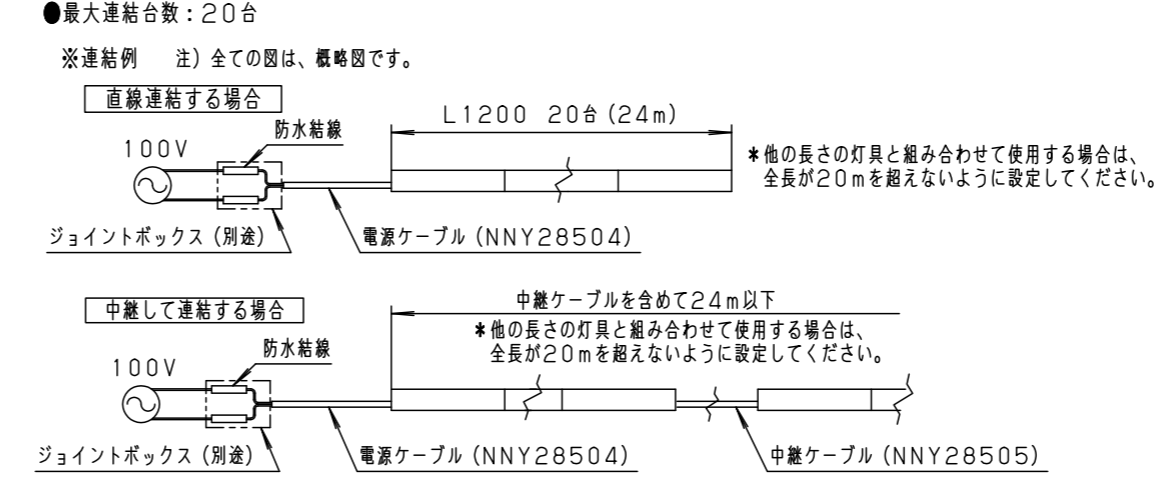 ●最大連結台数：20台
※連結例　注）全ての図は、概略図です。
直線連結する場合
100V
防水結線
L1200 20台（24m）
＊他の長さの灯具と組み合わせて使用する場合は、
全長が20mを超えないように設定してください。
ジョイントボックス（別途）
電源ケーブル（NNY28504）
中継して連結する場合
中継ケーブルを含めて24m以下
＊他の長さの灯具と組み合わせて使用する場合は、
全長が20mを超えないように設定してください。
100V
防水結線
ジョイントボックス（別途）
電源ケーブル（NNY28504）
中継ケーブル（NNY28505）